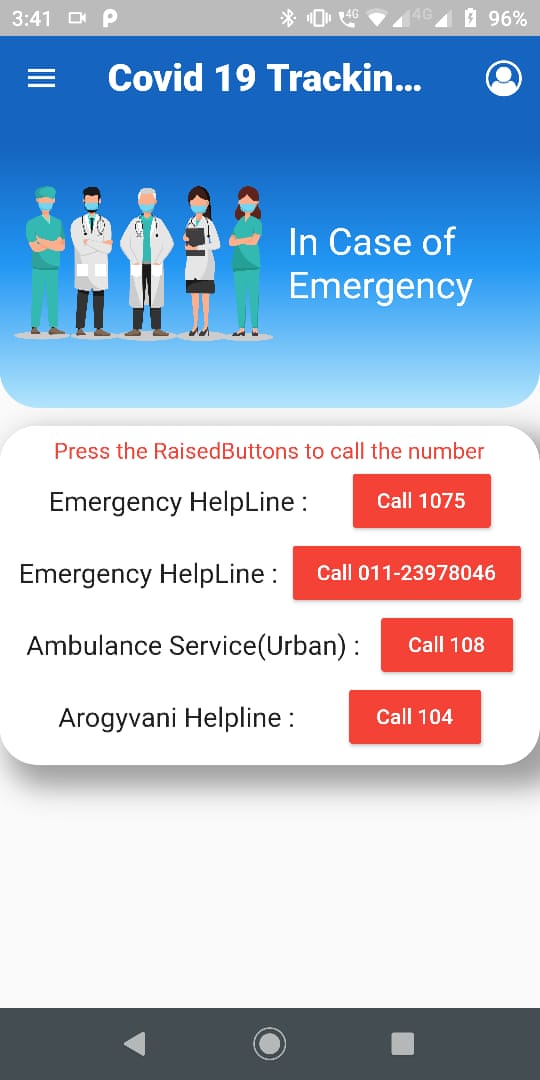 3:41 4G 4G 96%
Covid 19 Trackin...
In Case of
Emergency
Press the RaisedButtons to call the number
Emergency HelpLine : Call 1075
Emergency HelpLine : Call 011-23978046
Ambulance Service(Urban) : Call 108
Arogyvani Helpline : Call 104